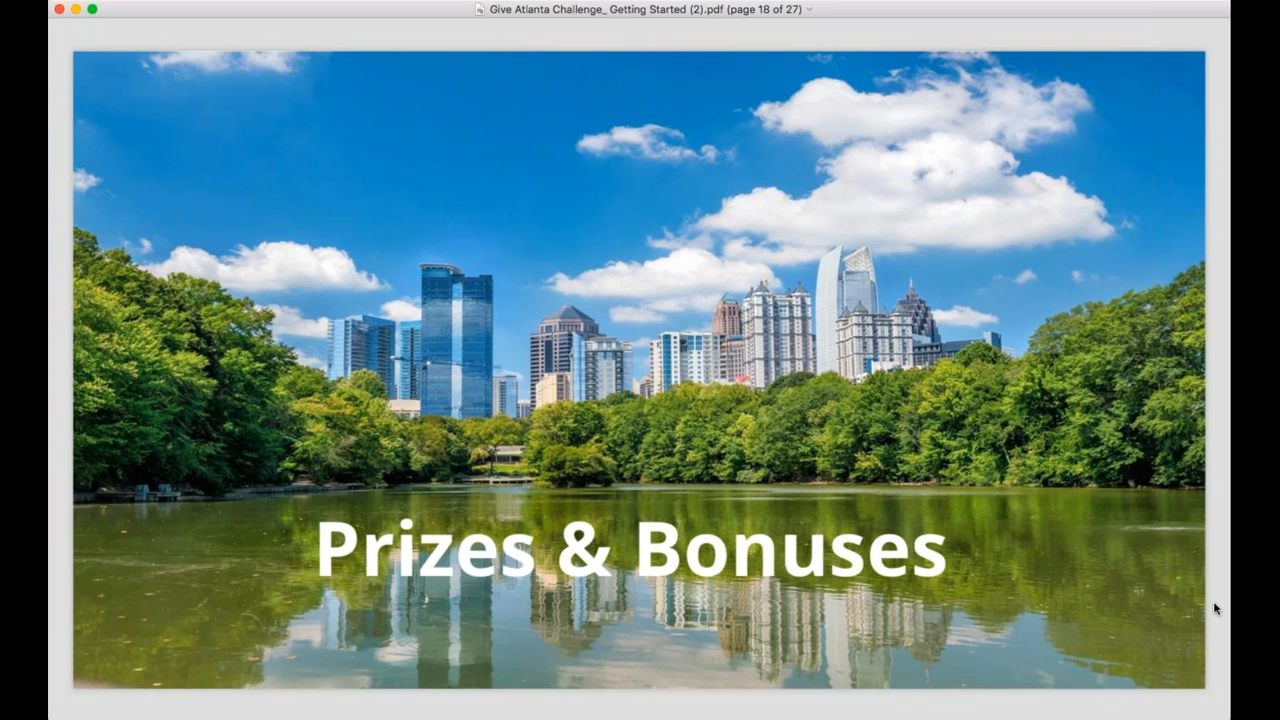 Give Atlanta Challenge_ Getting Started (2).pdf (page 18 of 27)
Prizes & Bonuses